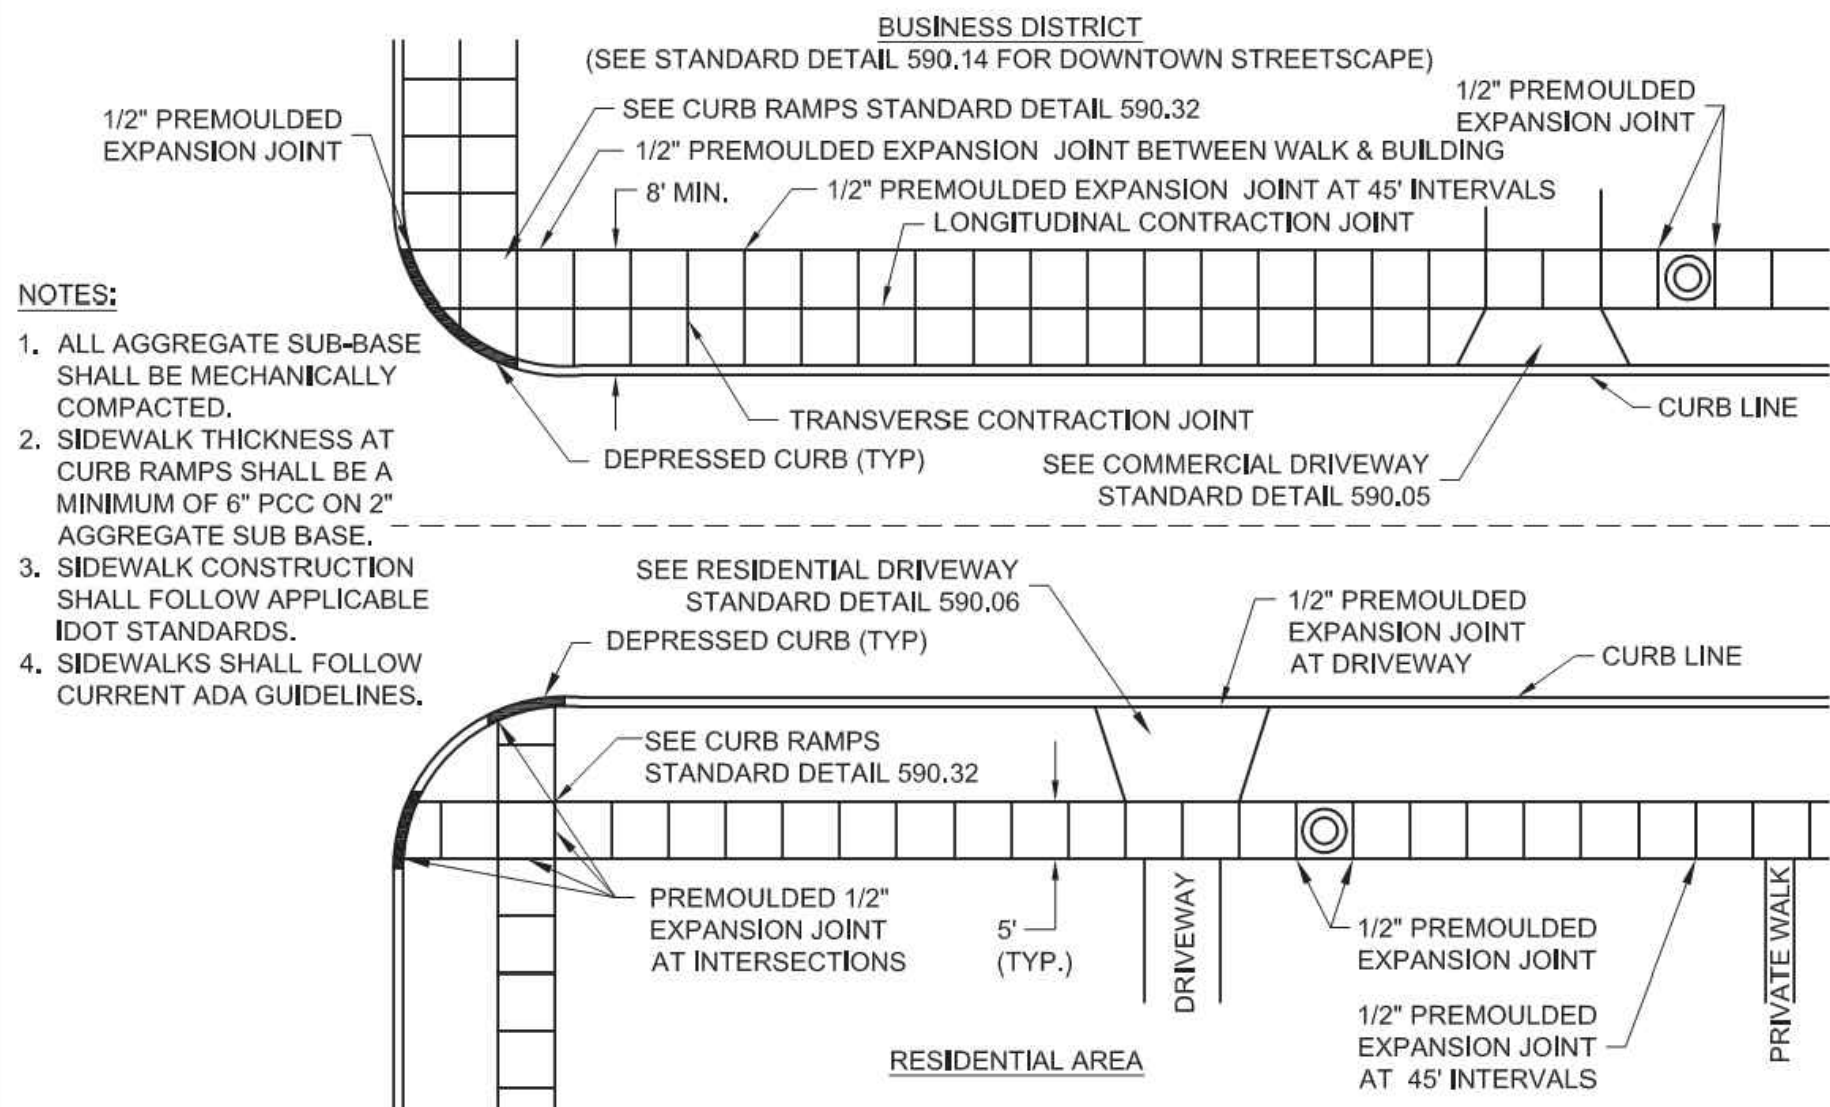 BUSINESS DISTRICT
(SEE STANDARD DETAIL 590.14 FOR DOWNTOWN STREETSCAPE)
1/2" PREMOULDED
EXPANSION JOINT
SEE CURB RAMPS STANDARD DETAIL 590.32
1/2" PREMOULDED
EXPANSION JOINT
1/2" PREMOULDED EXPANSION JOINT BETWEEN WALK & BUILDING
8' MIN.
1/2" PREMOULDED EXPANSION JOINT AT 45' INTERVALS
LONGITUDINAL CONTRACTION JOINT
TRANSVERSE CONTRACTION JOINT
CURB LINE
DEPRESSED CURB (TYP)
SEE COMMERCIAL DRIVEWAY
STANDARD DETAIL 590.05
NOTES:
1. ALL AGGREGATE SUB-BASE
SHALL BE MECHANICALLY
COMPACTED.
2. SIDEWALK THICKNESS AT
CURB RAMPS SHALL BE A
MINIMUM OF 6" PCC ON 2"
AGGREGATE SUB BASE.
3. SIDEWALK CONSTRUCTION
SHALL FOLLOW APPLICABLE
IDOT STANDARDS.
4. SIDEWALKS SHALL FOLLOW
CURRENT ADA GUIDELINES.
SEE RESIDENTIAL DRIVEWAY
STANDARD DETAIL 590.06
DEPRESSED CURB (TYP)
1/2" PREMOULDED
EXPANSION JOINT
AT DRIVEWAY
CURB LINE
SEE CURB RAMPS
STANDARD DETAIL 590.32
PREMOULDED 1/2"
EXPANSION JOINT
AT INTERSECTIONS
5'
(TYP.)
DRIVEWAY
1/2" PREMOULDED
EXPANSION JOINT
1/2" PREMOULDED
EXPANSION JOINT
AT 45' INTERVALS
PRIVATE WALK
RESIDENTIAL AREA